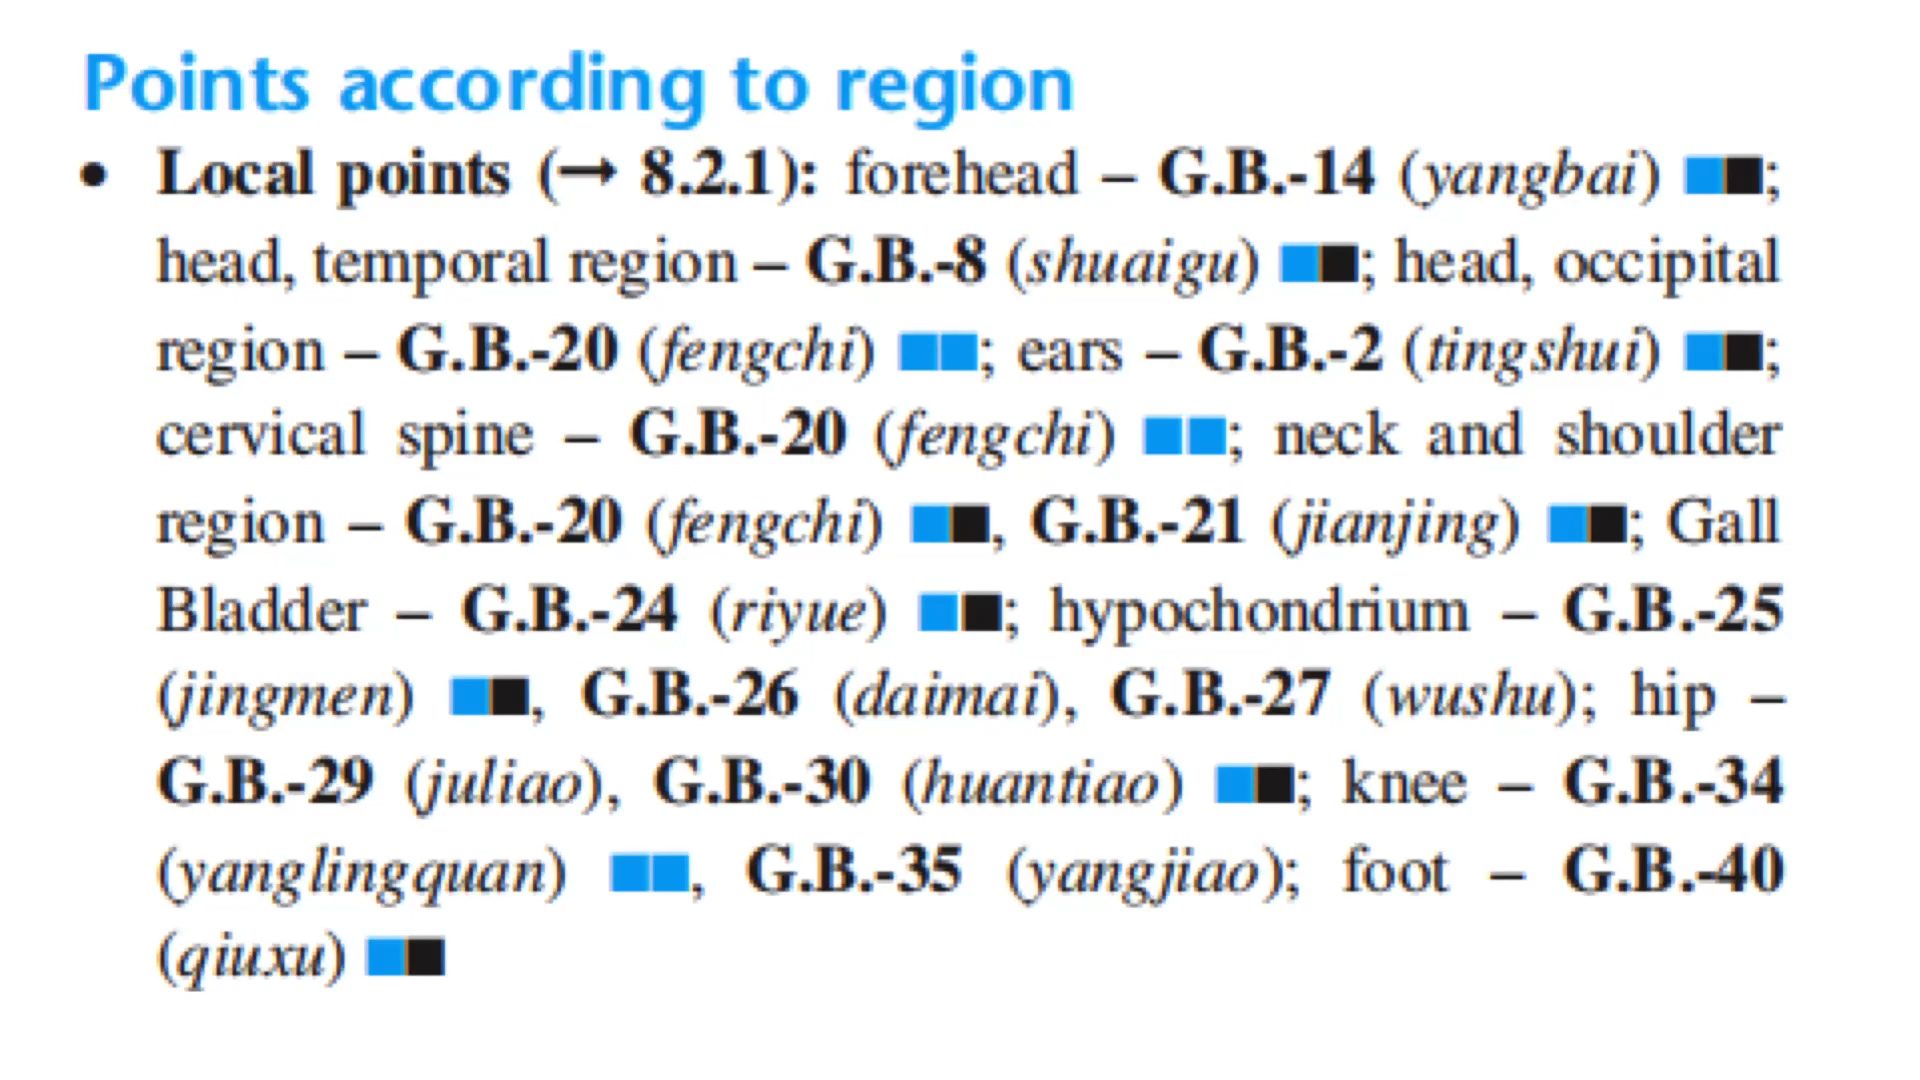 Points according to region
• Local points (→ 8.2.1): forehead – G.B.-14 (yangbai) ■■;
head, temporal region – G.B.-8 (shuaigu) ■■; head, occipital
region – G.B.-20 (fengchi) ■■; ears – G.B.-2 (tingshui) ■■;
cervical spine – G.B.-20 (fengchi) ■■; neck and shoulder
region – G.B.-20 (fengchi) ■■, G.B.-21 (jianjing) ■■; Gall
Bladder – G.B.-24 (riyue) ■■; hypochondrium – G.B.-25
(jingmen) ■■, G.B.-26 (daimai), G.B.-27 (wushu); hip –
G.B.-29 (juliao), G.B.-30 (huantiao) ■■; knee – G.B.-34
(yanglingquan) ■■, G.B.-35 (yangjiao); foot – G.B.-40
(qiuxu) ■■